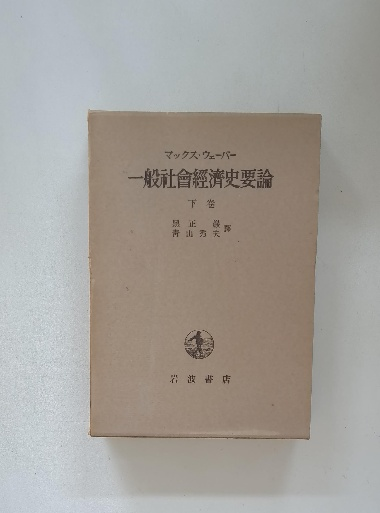 マックス・ウェーバー
一般社會經濟史要論
下巻
黑正巖
青山秀夫 譯
岩波書店